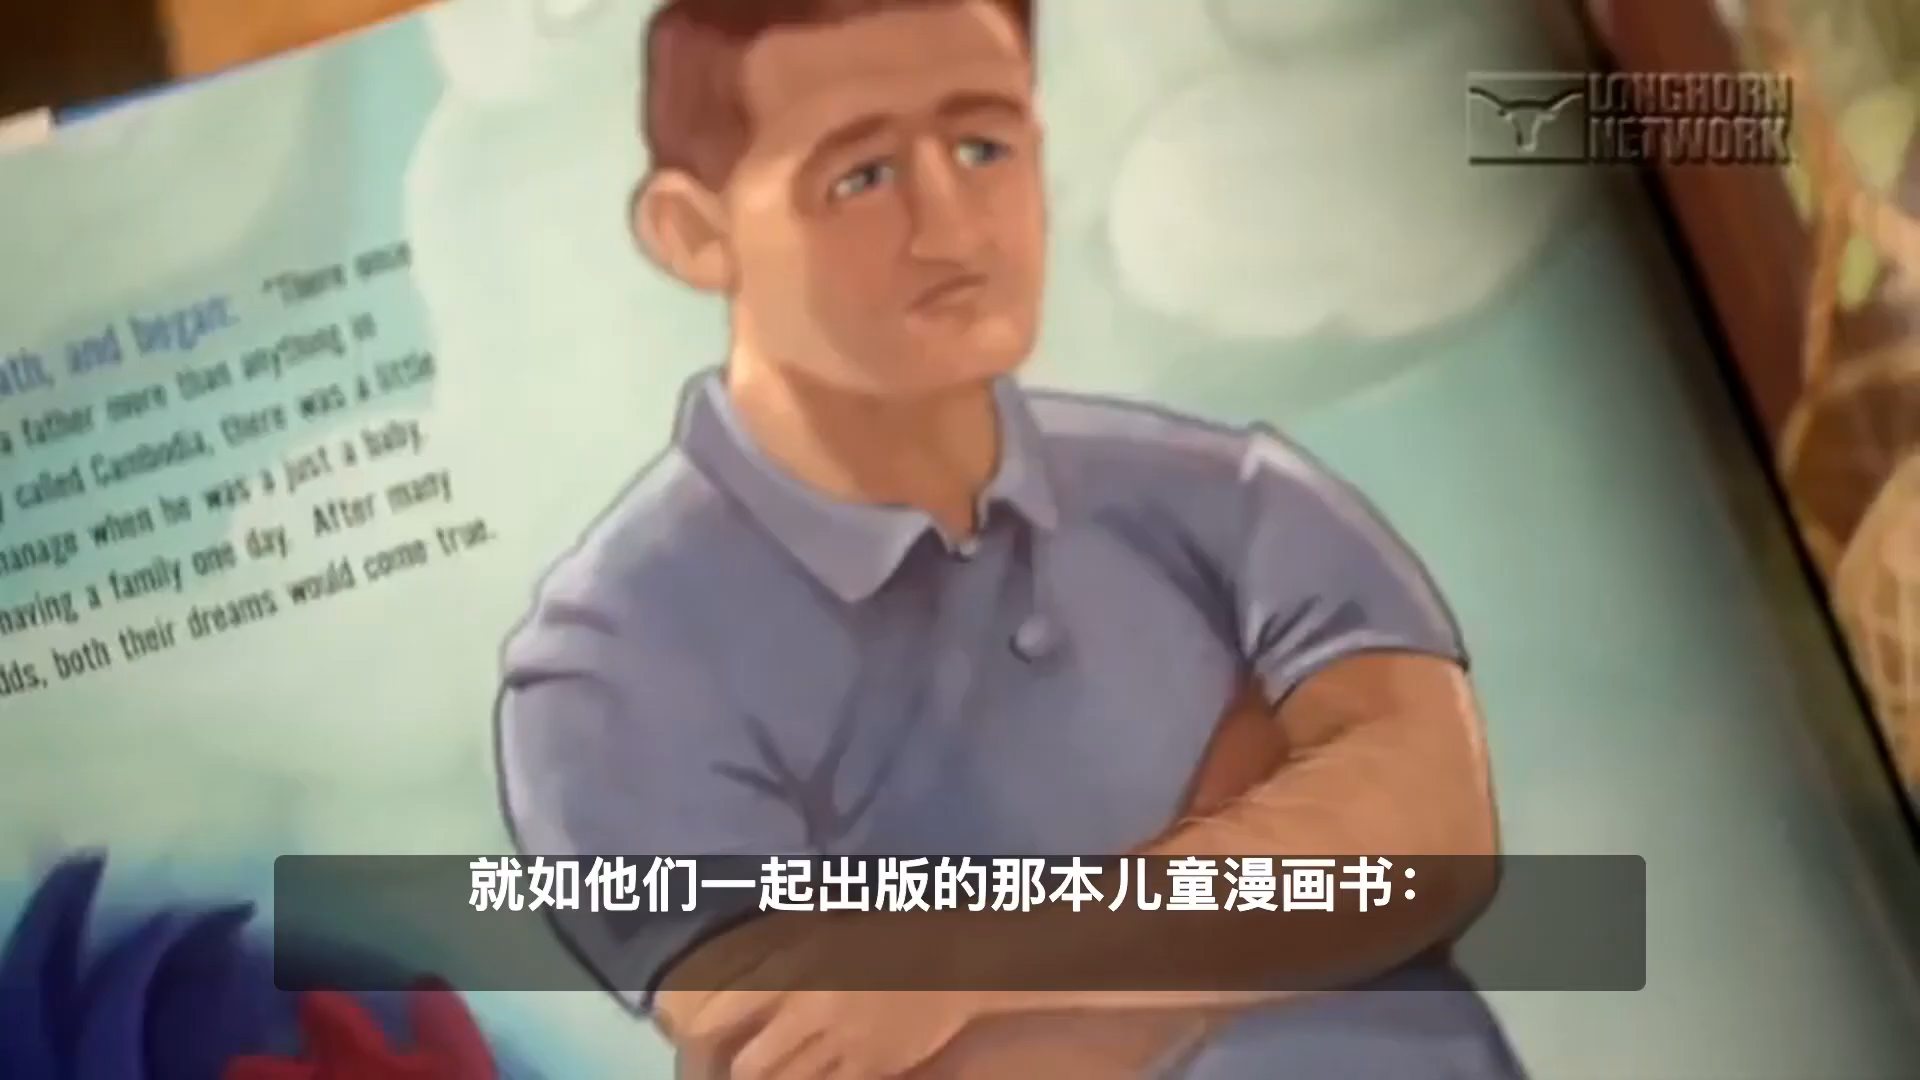 LONGHORN
NETWORK
ath, and began: "There once
a father more than anything in
y called Cambodia, there was a little
manage when he was a just a baby.
having a family one day. After many
dds, both their dreams would come true.
就如他们一起出版的那本儿童漫画书：